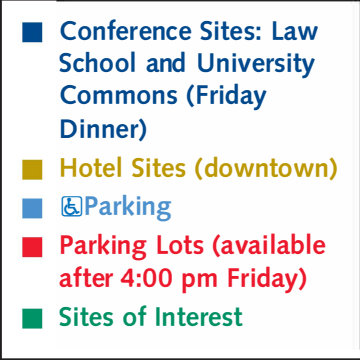 Conference Sites: Law
School and University
Commons (Friday
Dinner)
Hotel Sites (downtown)
♿Parking
Parking Lots (available
after 4:00 pm Friday)
Sites of Interest